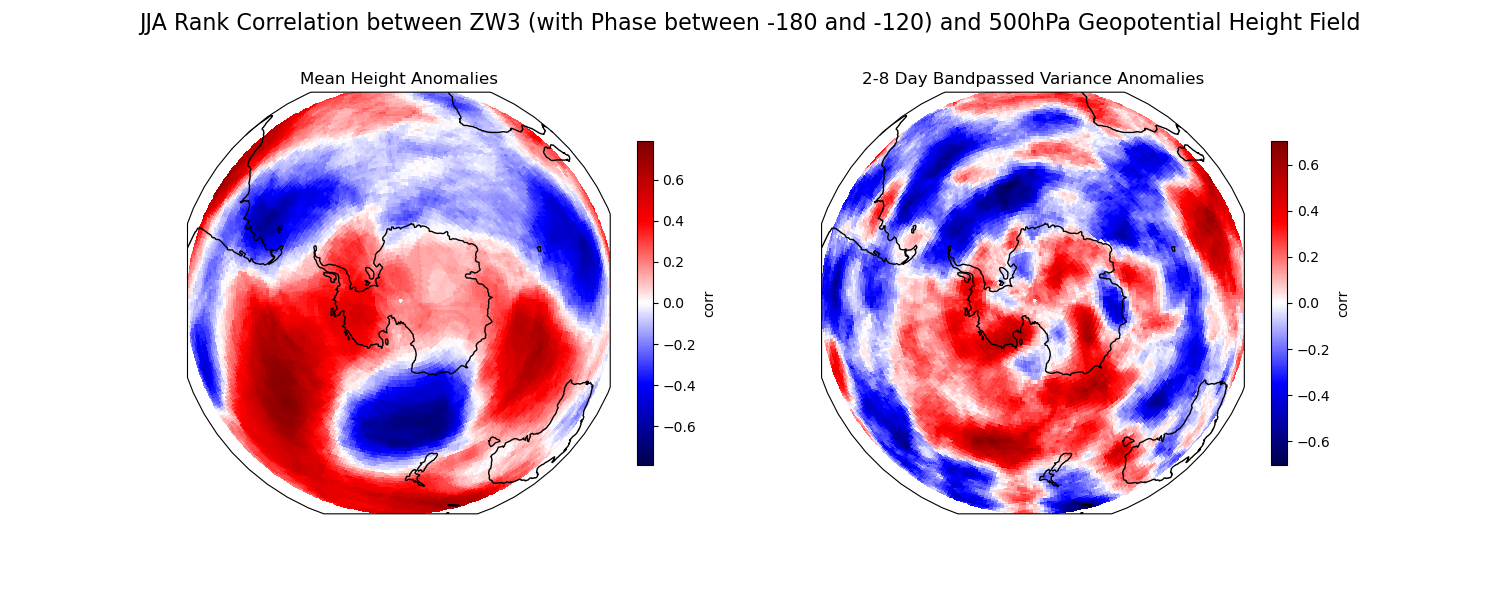 JJA Rank Correlation between ZW3 (with Phase between -180 and -120) and 500hPa Geopotential Height Field
Mean Height Anomalies
0.6
0.4
0.2
0.0
−0.2
−0.4
−0.6
corr
2-8 Day Bandpassed Variance Anomalies
0.6
0.4
0.2
0.0
−0.2
−0.4
−0.6
corr